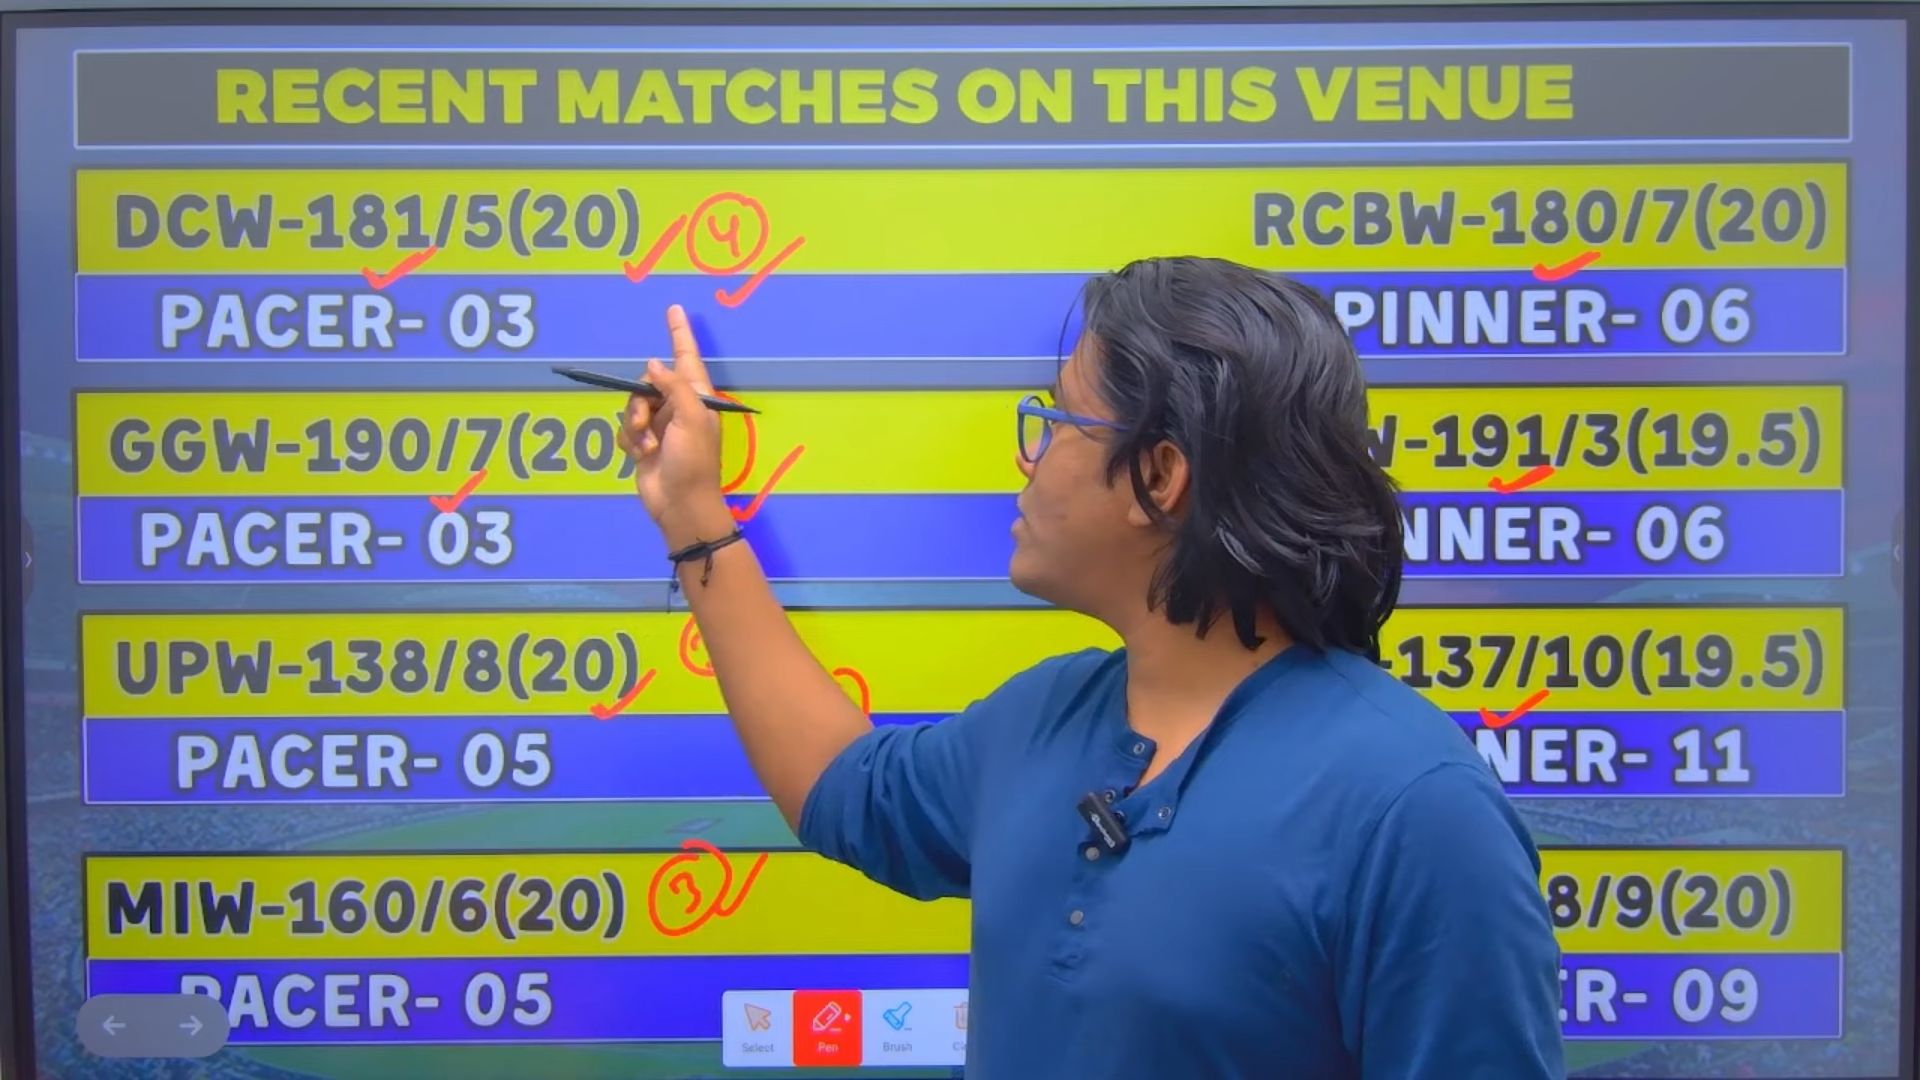 RECENT MATCHES ON THIS VENUE
DCW-181/5(20) 4 RCBW-180/7(20)
PACER- 03 PINNER- 06
GGW-190/7(20) W-191/3(19.5)
PACER- 03 NNER- 06
UPW-138/8(20) -137/10(19.5)
PACER- 05 NER- 11
MIW-160/6(20) 3 8/9(20)
PACER- 05 ER- 09
Select Pen Brush